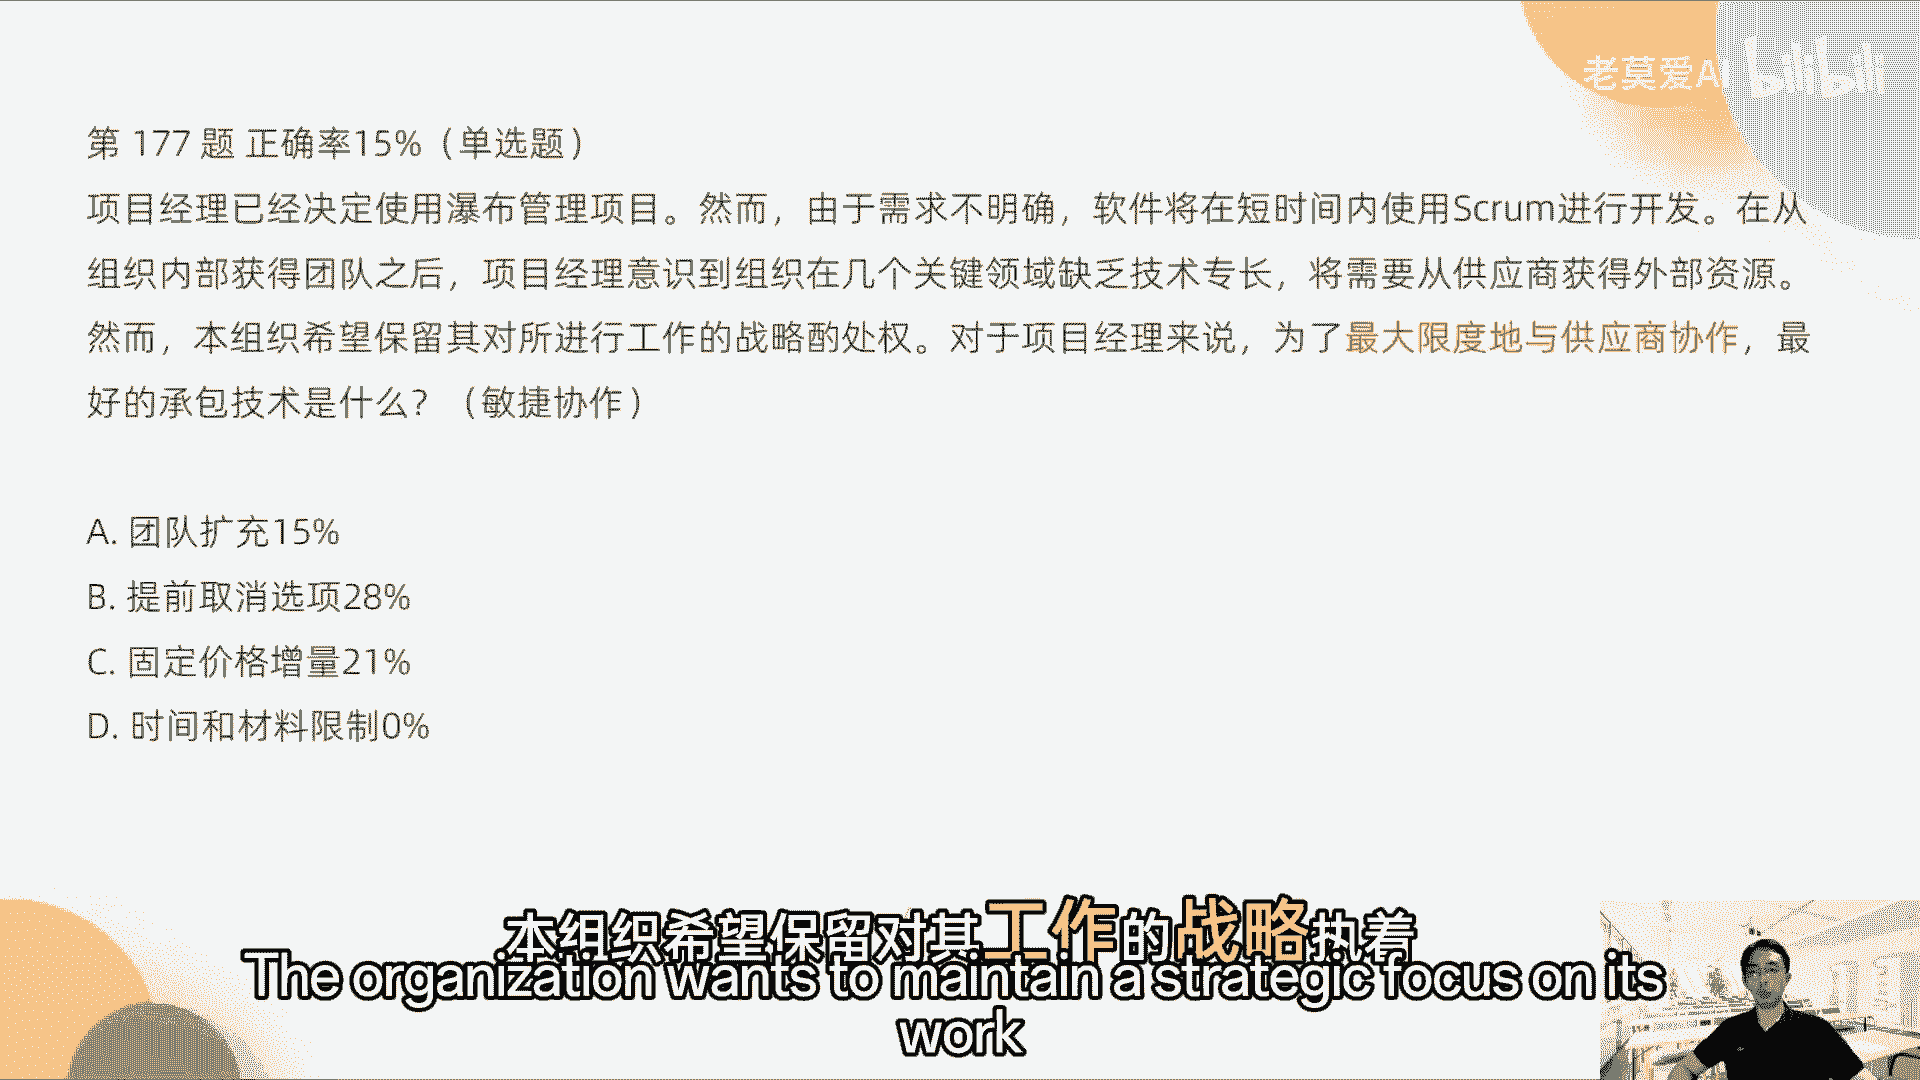 老莫爱AI bilibili
第 177 题 正确率15%（单选题）
项目经理已经决定使用瀑布管理项目。然而，由于需求不明确，软件将在短时间内使用Scrum进行开发。在从
组织内部获得团队之后，项目经理意识到组织在几个关键领域缺乏技术专长，将需要从供应商获得外部资源。
然而，本组织希望保留其对所进行工作的战略酌处权。对于项目经理来说，为了最大限度地与供应商协作，最
好的承包技术是什么？（敏捷协作）
A. 团队扩充15%
B. 提前取消选项28%
C. 固定价格增量21%
D. 时间和材料限制0%
本组织希望保留对其工作的战略执着
The organization wants to maintain a strategic focus on its
work